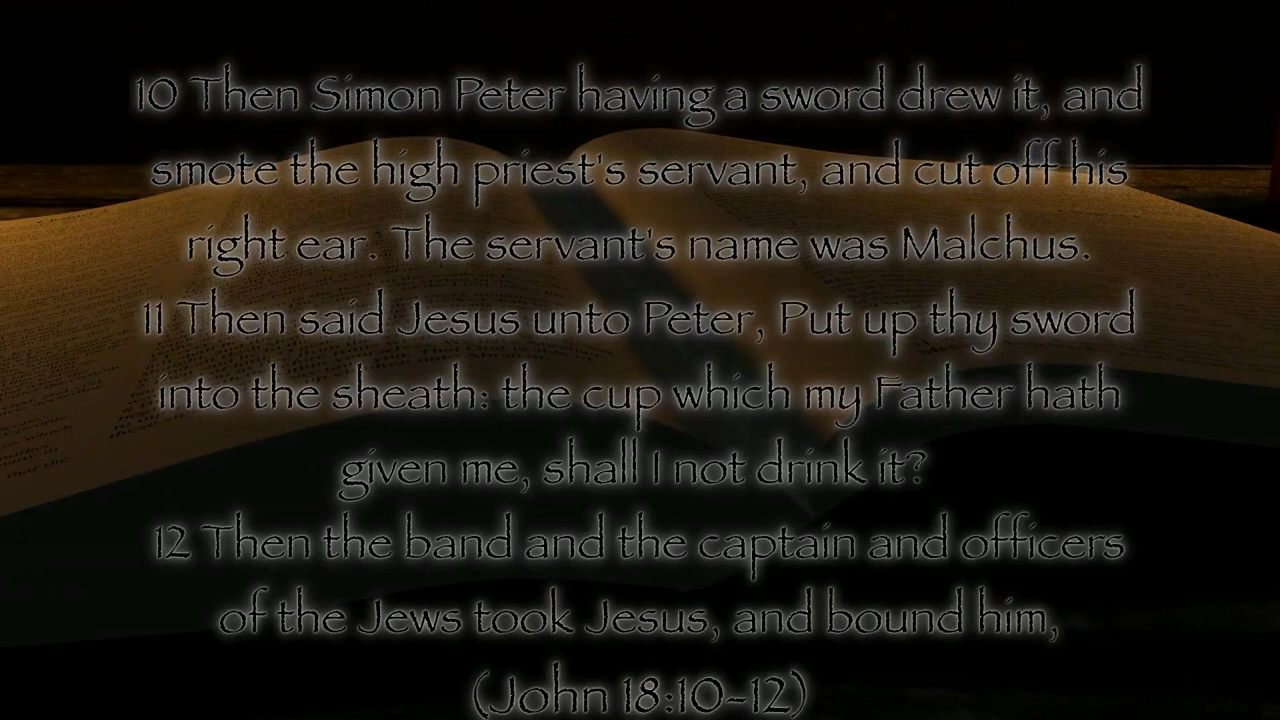 10 Then Simon Peter having a sword drew it, and
smote the high priest's servant, and cut off his
right ear. The servant's name was Malchus.
11 Then said Jesus unto Peter, Put up thy sword
into the sheath: the cup which my Father hath
given me, shall I not drink it?
12 Then the band and the captain and officers
of the Jews took Jesus, and bound him,
(John 18:10-12)